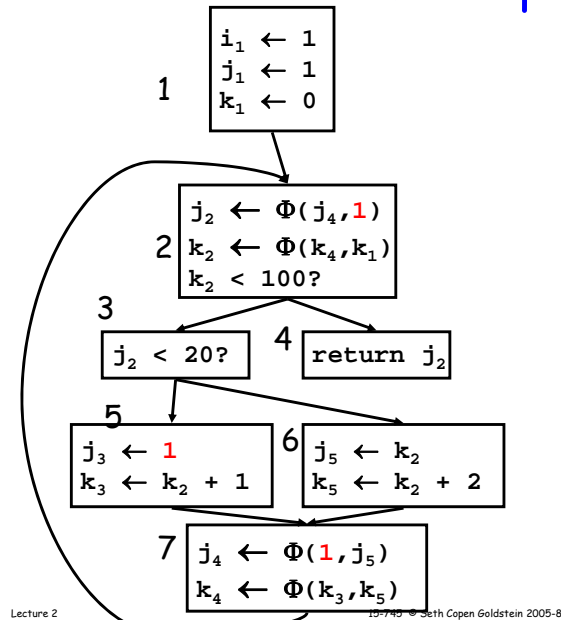 1
i₁ ← 1
j₁ ← 1
k₁ ← 0
2
j₂ ← Φ(j₄,1)
k₂ ← Φ(k₄,k₁)
k₂ < 100?
3
j₂ < 20?
4
return j₂
5
j₃ ← 1
k₃ ← k₂ + 1
6
j₅ ← k₂
k₅ ← k₂ + 2
7
j₄ ← Φ(1,j₅)
k₄ ← Φ(k₃,k₅)
Lecture 2
15-745 © Seth Copen Goldstein 2005-8